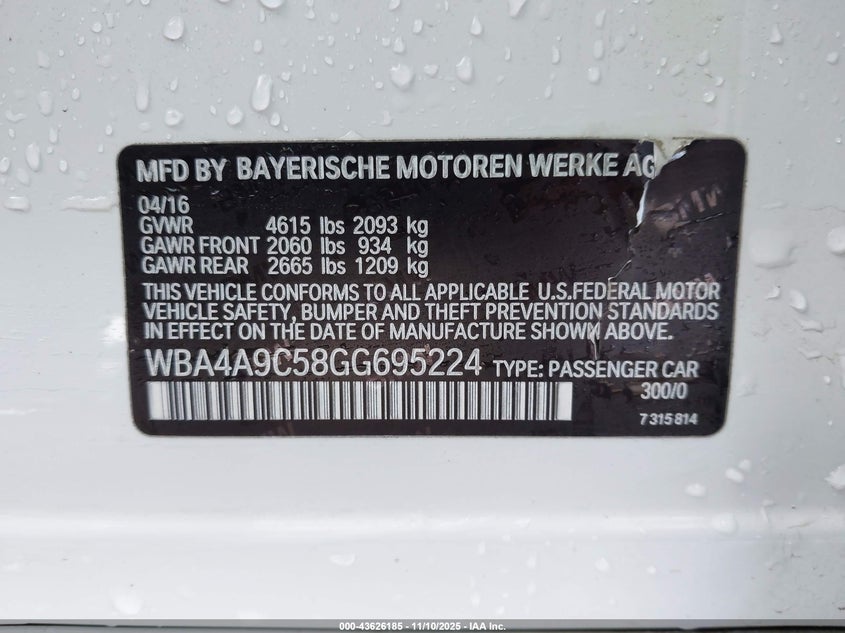 MFD BY BAYERISCHE MOTOREN WERKE AG
04/16
GVWR 4615 lbs 2093 kg
GAWR FRONT 2060 lbs 934 kg
GAWR REAR 2665 lbs 1209 kg
THIS VEHICLE CONFORMS TO ALL APPLICABLE U.S.FEDERAL MOTOR
VEHICLE SAFETY, BUMPER AND THEFT PREVENTION STANDARDS
IN EFFECT ON THE DATE OF MANUFACTURE SHOWN ABOVE.
WBA4A9C58GG695224 TYPE: PASSENGER CAR
300/0
7315814
000-43626185 - 11/10/2025 - IAA Inc.